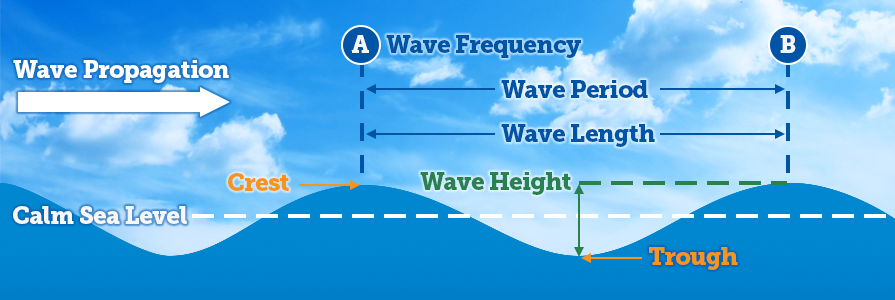 A Wave Frequency
B
Wave Propagation
Wave Period
Wave Length
Crest
Wave Height
Calm Sea Level
Trough